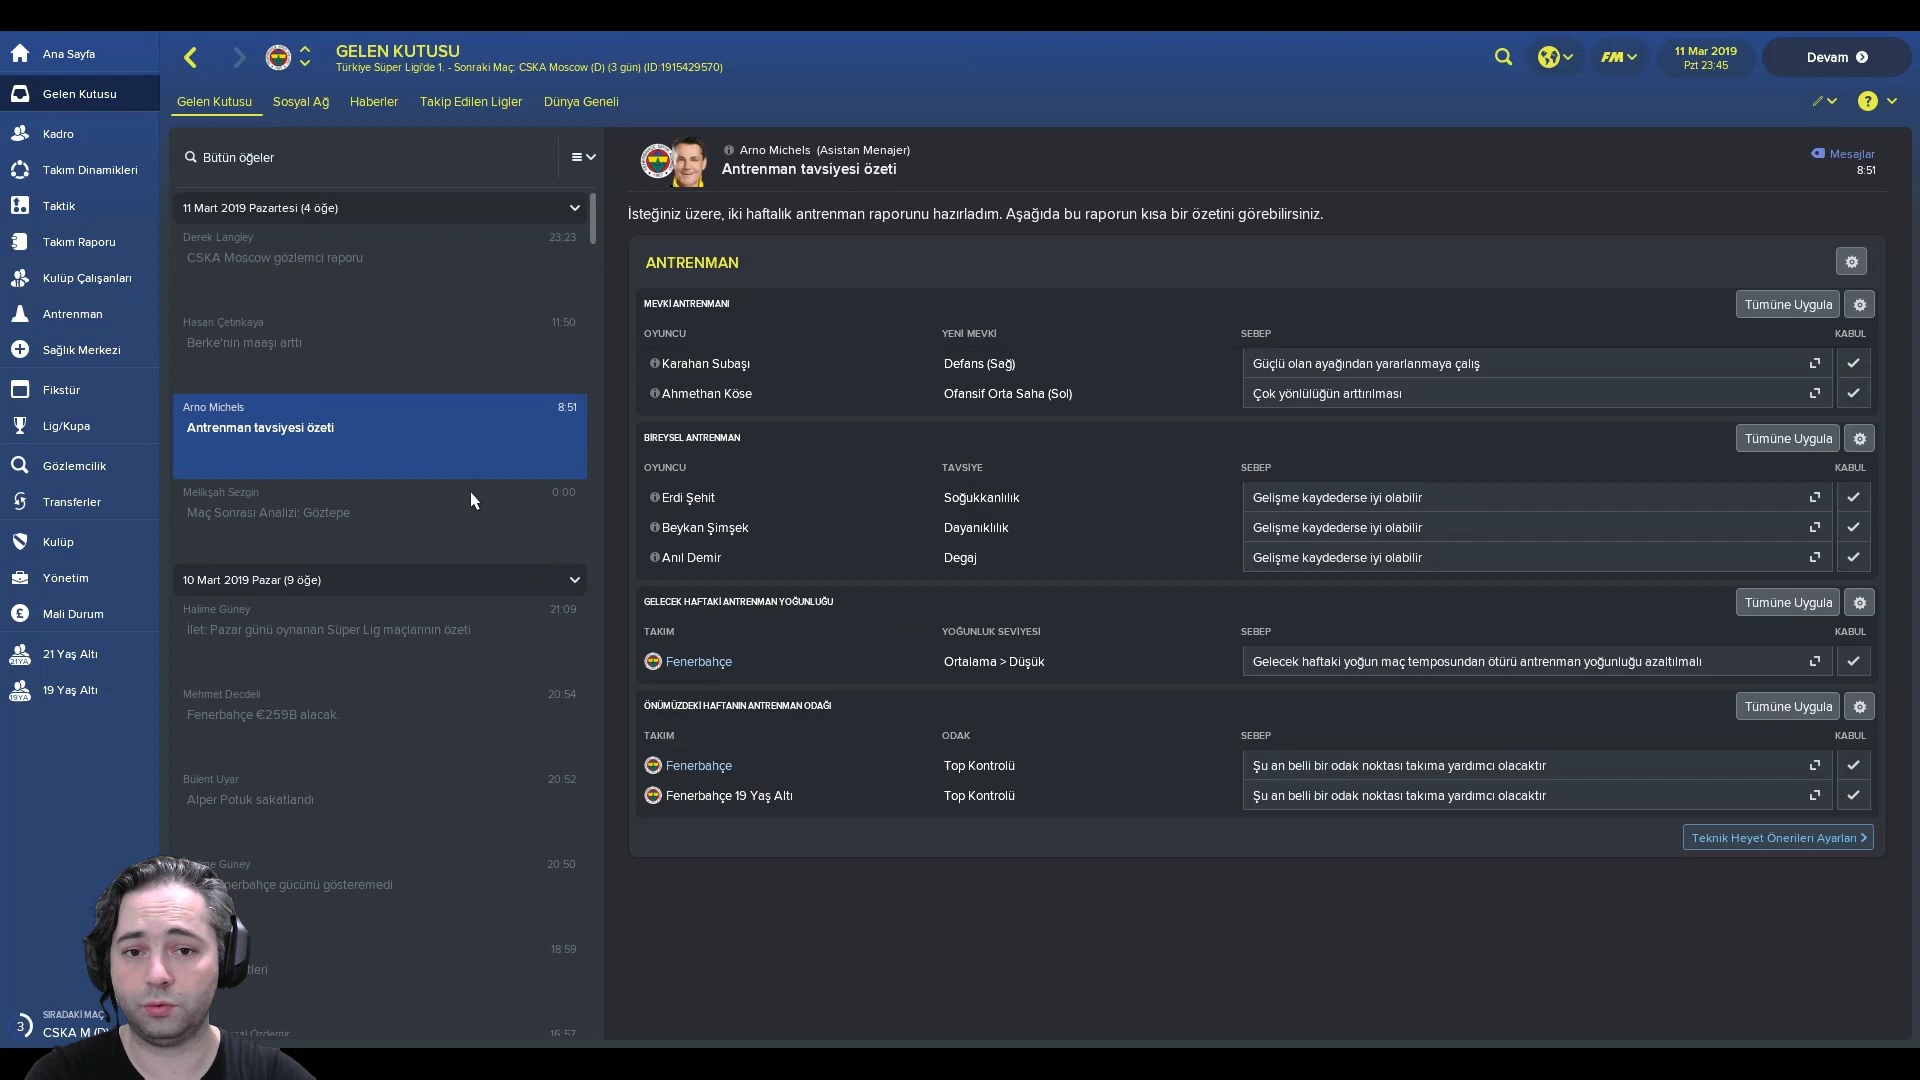 Ana Sayfa
Gelen Kutusu
Kadro
Takım Dinamikleri
Taktik
Takım Raporu
Kulüp Çalışanları
Antrenman
Sağlık Merkezi
Fikstür
Lig/Kupa
Gözlemcilik
Transferler
Kulüp
Yönetim
Mali Durum
21YA
21 Yaş Altı
19YA
19 Yaş Altı
3
SIRADAKİ MAÇ
CSKA M (D)
GELEN KUTUSU
Türkiye Süper Ligi'de 1. - Sonraki Maç: CSKA Moscow (D) (3 gün) (ID:1915429570)
FM
11 Mar 2019
Pzt 23:45
Devam
Gelen Kutusu
Sosyal Ağ
Haberler
Takip Edilen Ligler
Dünya Geneli
?
Bütün öğeler
11 Mart 2019 Pazartesi (4 öğe)
Derek Langley 23:23
CSKA Moscow gözlemci raporu
Hasan Çetinkaya 11:50
Berke'nin maaşı arttı
Arno Michels 8:51
Antrenman tavsiyesi özeti
Melikşah Sezgin 0:00
Maç Sonrası Analizi: Göztepe
10 Mart 2019 Pazar (9 öğe)
Halime Güney 21:09
İlet: Pazar günü oynanan Süper Lig maçlarının özeti
Mehmet Decdeli 20:54
Fenerbahçe €259B alacak.
Bülent Uyar 20:52
Alper Potuk sakatlandı
Güney 20:50
gücünü gösteremedi
18:59
Özdemir 16:57
Arno Michels (Asistan Menajer)
Antrenman tavsiyesi özeti
Mesajlar
8:51
İsteğiniz üzere, iki haftalık antrenman raporunu hazırladım. Aşağıda bu raporun kısa bir özetini görebilirsiniz.
ANTRENMAN
MEVKİ ANTRENMANI Tümüne Uygula
OYUNCU YENİ MEVKİ SEBEP KABUL
Karahan Subaşı Defans (Sağ) Güçlü olan ayağından yararlanmaya çalış
Ahmethan Köse Ofansif Orta Saha (Sol) Çok yönlülüğün arttırılması
BİREYSEL ANTRENMAN Tümüne Uygula
OYUNCU TAVSİYE SEBEP KABUL
Erdi Şehit Soğukkanlılık Gelişme kaydederse iyi olabilir
Beykan Şimşek Dayanıklılık Gelişme kaydederse iyi olabilir
Anıl Demir Degaj Gelişme kaydederse iyi olabilir
GELECEK HAFTAKİ ANTRENMAN YOĞUNLUĞU Tümüne Uygula
TAKIM YOĞUNLUK SEVİYESİ SEBEP KABUL
Fenerbahçe Ortalama > Düşük Gelecek haftaki yoğun maç temposundan ötürü antrenman yoğunluğu azaltılmalı
ÖNÜMÜZDEKİ HAFTANIN ANTRENMAN ODAĞI Tümüne Uygula
TAKIM ODAK SEBEP KABUL
Fenerbahçe Top Kontrolü Şu an belli bir odak noktası takıma yardımcı olacaktır
Fenerbahçe 19 Yaş Altı Top Kontrolü Şu an belli bir odak noktası takıma yardımcı olacaktır
Teknik Heyet Önerileri Ayarları